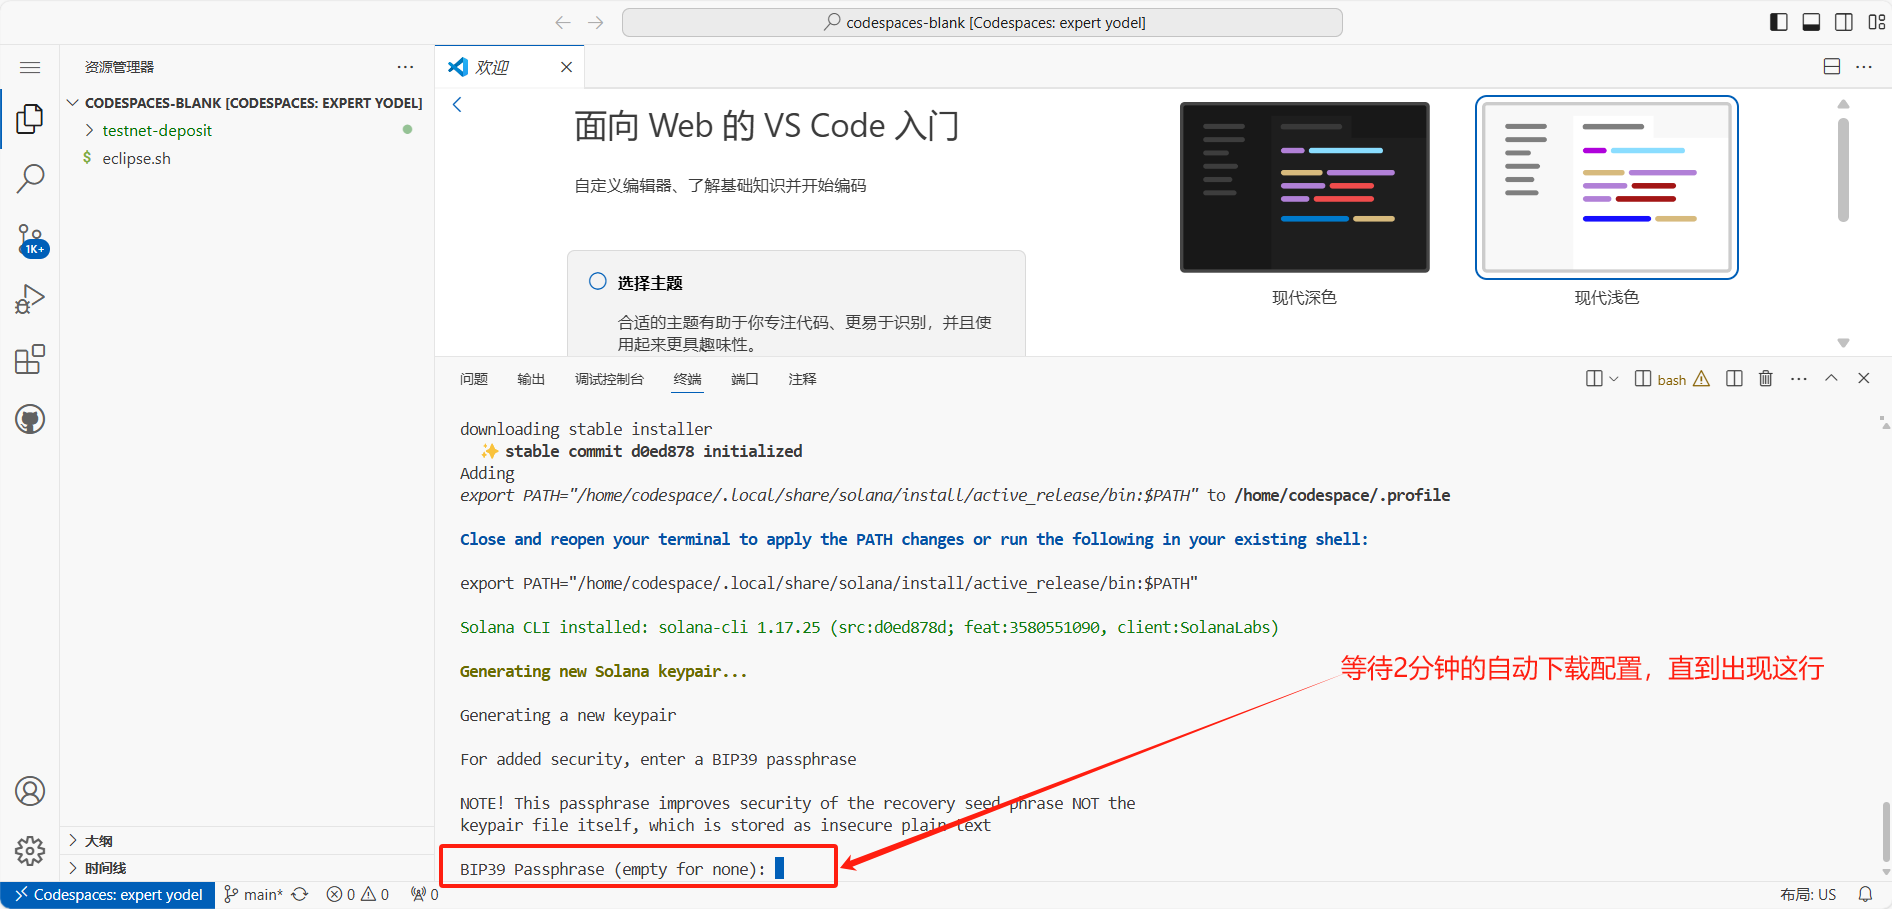 codespaces-blank [Codespaces: expert yodel]
资源管理器
欢迎
CODESPACES-BLANK [CODESPACES: EXPERT YODEL]
testnet-deposit
$ eclipse.sh
1K+
面向 Web 的 VS Code 入门
自定义编辑器、了解基础知识并开始编码
选择主题
合适的主题有助于你专注代码、更易于识别，并且使
用起来更具趣味性。
现代深色
现代浅色
问题 输出 调试控制台 终端 端口 注释
bash
downloading stable installer
✨ stable commit d0ed878 initialized
Adding
export PATH="/home/codespace/.local/share/solana/install/active_release/bin:$PATH" to /home/codespace/.profile
Close and reopen your terminal to apply the PATH changes or run the following in your existing shell:
export PATH="/home/codespace/.local/share/solana/install/active_release/bin:$PATH"
Solana CLI installed: solana-cli 1.17.25 (src:d0ed878d; feat:3580551090, client:SolanaLabs)
Generating new Solana keypair...
等待2分钟的自动下载配置，直到出现这行
Generating a new keypair
For added security, enter a BIP39 passphrase
NOTE! This passphrase improves security of the recovery seed phrase NOT the
keypair file itself, which is stored as insecure plain text
BIP39 Passphrase (empty for none):
大纲
时间线
Codespaces: expert yodel
main*
0
0
0
布局: US